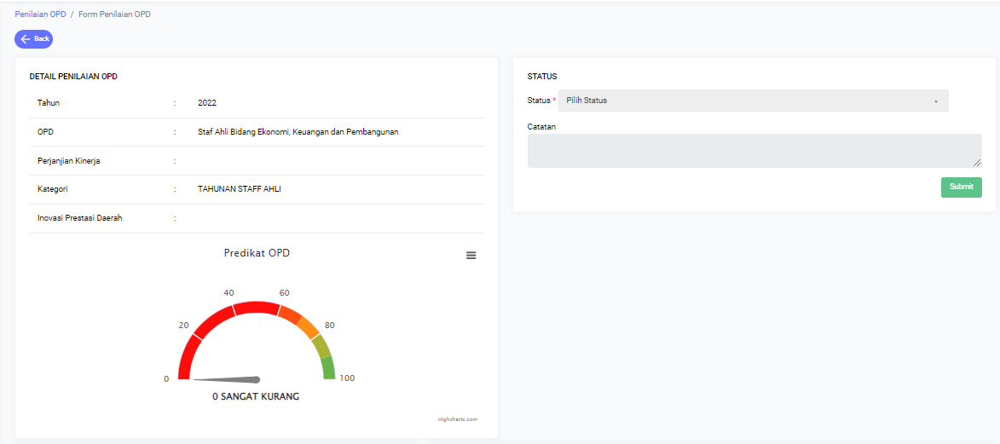 Penilaian OPD / Form Penilaian OPD
Back
DETAIL PENILAIAN OPD
Tahun : 2022
OPD : Staf Ahli Bidang Ekonomi, Keuangan dan Pembangunan
Perjanjian Kinerja :
Kategori : TAHUNAN STAFF AHLI
Inovasi Prestasi Daerah :
Predikat OPD
0
20
40
60
80
100
0 SANGAT KURANG
Highcharts.com
STATUS
Status * Pilih Status
Catatan
Submit